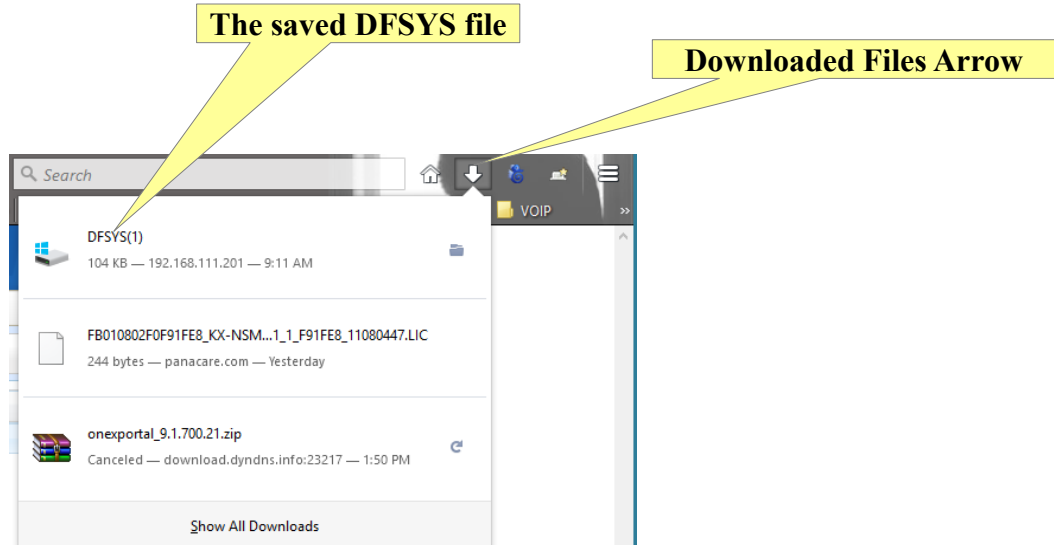 The saved DFSYS file
Downloaded Files Arrow
Search
VOIP
»
DFSYS(1)
104 KB — 192.168.111.201 — 9:11 AM
FB010802F0F91FE8_KX-NSM...1_1_F91FE8_11080447.LIC
244 bytes — panacare.com — Yesterday
onexportal_9.1.700.21.zip
Canceled — download.dyndns.info:23217 — 1:50 PM
Show All Downloads